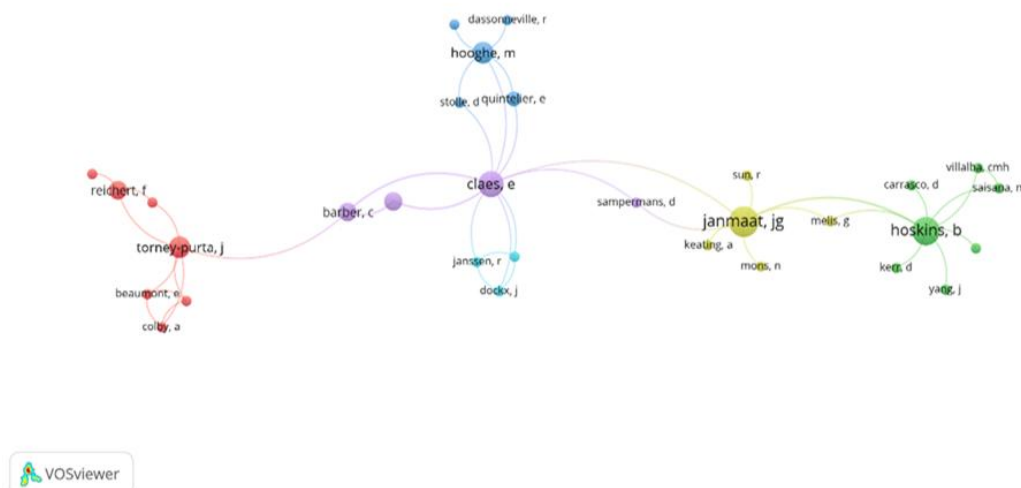 dassonneville, r
hooghe, m
stolle, d
quintelier, e
claes, e
reichert, f
barber, c
torney-purta, j
beaumont, e
colby, a
janssen, r
dockx, j
sampermans, d
sun, r
janmaat, jg
keating, a
mons, n
melis, g
villalba, cmh
carrasco, d
saisana, m
hoskins, b
kerr, d
yang, j
VOSviewer